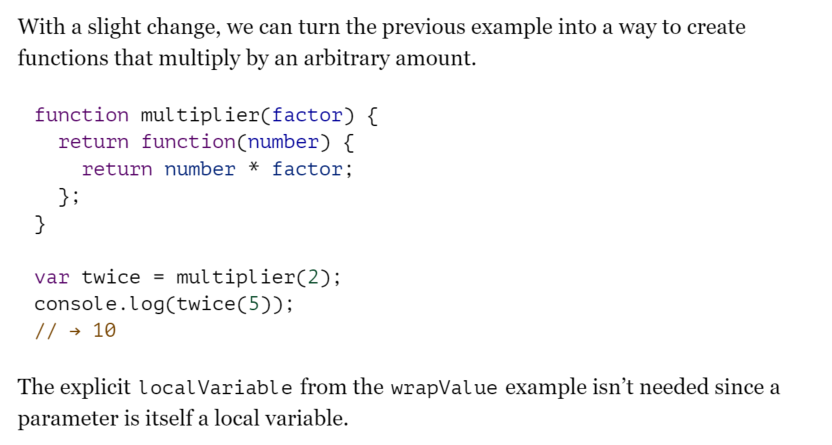 With a slight change, we can turn the previous example into a way to create
functions that multiply by an arbitrary amount.
function multiplier(factor) {
  return function(number) {
    return number * factor;
  };
}
var twice = multiplier(2);
console.log(twice(5));
// → 10
The explicit localVariable from the wrapValue example isn’t needed since a
parameter is itself a local variable.